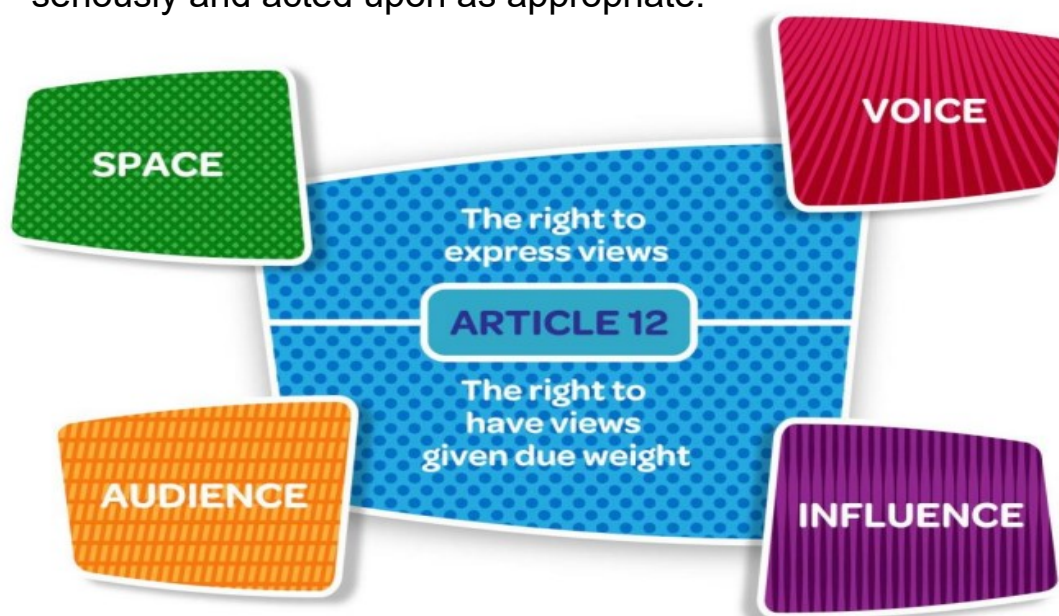 seriously and acted upon as appropriate.
SPACE
VOICE
The right to
express views
ARTICLE 12
The right to
have views
given due weight
AUDIENCE
INFLUENCE